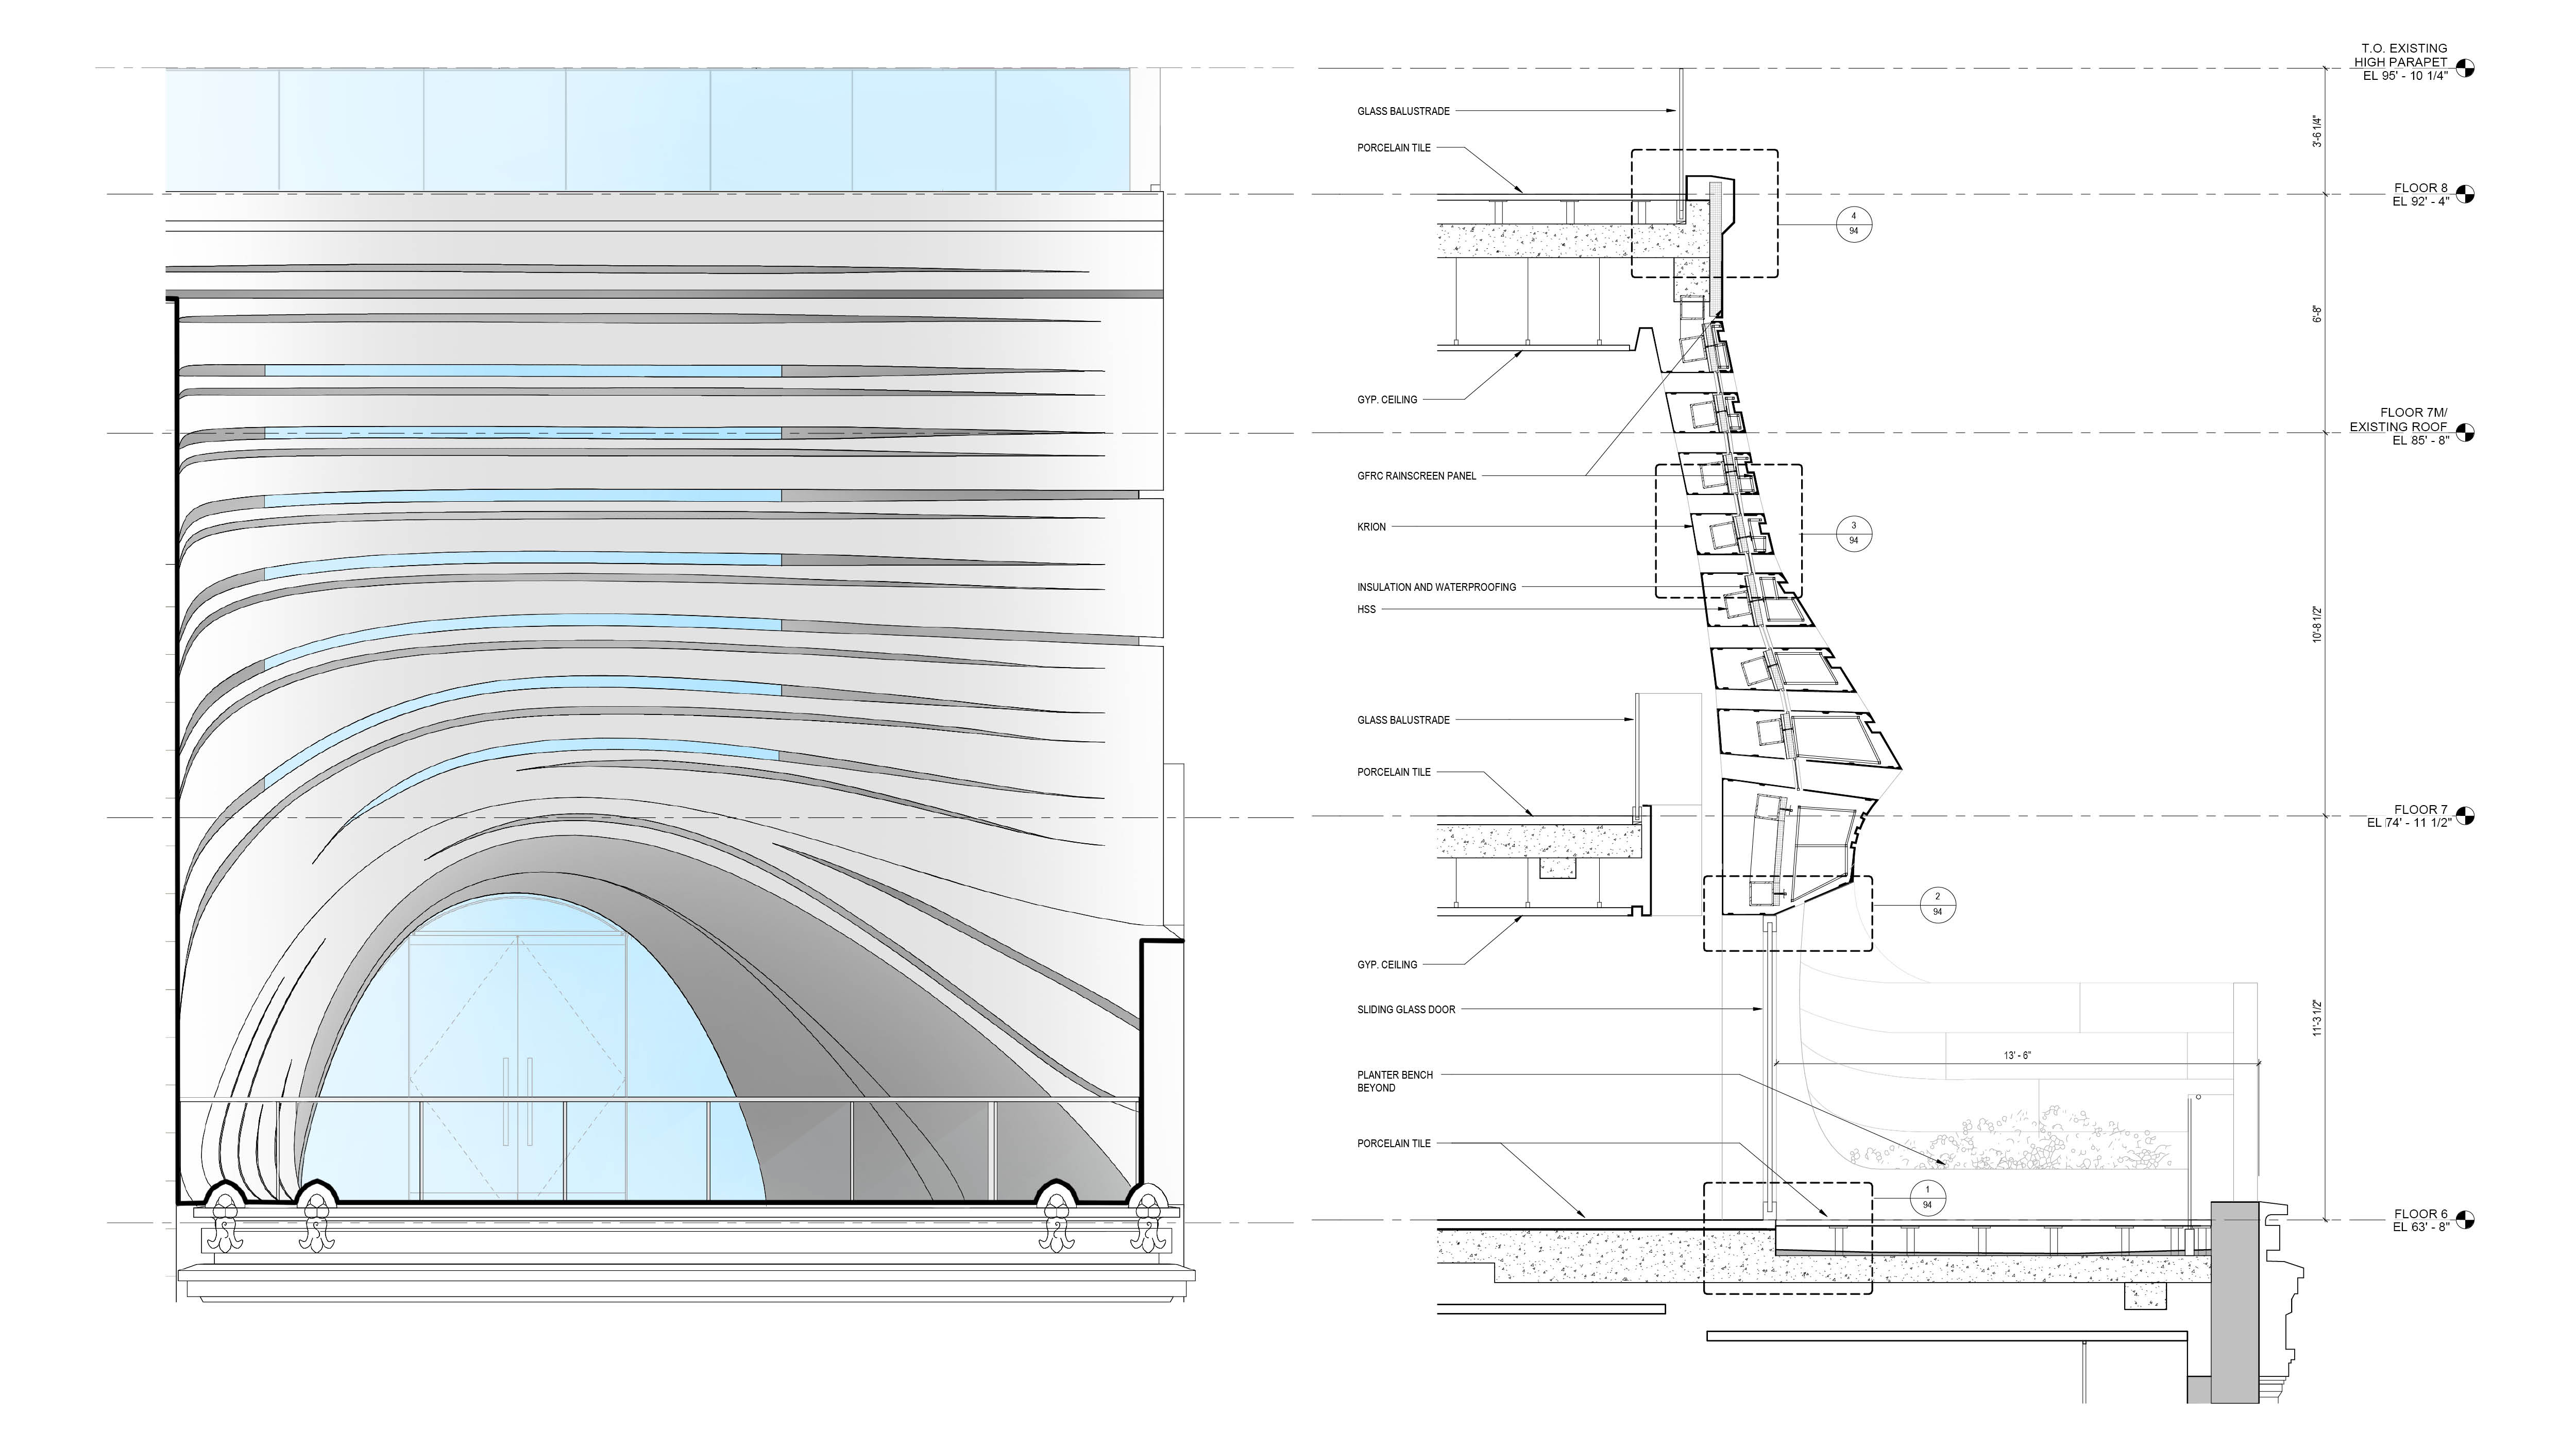 T.O. EXISTING
HIGH PARAPET
EL 95' - 10 1/4"
GLASS BALUSTRADE
3'-6 1/4"
PORCELAIN TILE
FLOOR 8
EL 92' - 4"
4
94
6'-8"
GYP. CEILING
FLOOR 7M/
EXISTING ROOF
EL 85' - 8"
GFRC RAINSCREEN PANEL
KRION
3
94
INSULATION AND WATERPROOFING
HSS
10'-8 1/2"
GLASS BALUSTRADE
PORCELAIN TILE
FLOOR 7
EL 74' - 11 1/2"
2
94
GYP. CEILING
SLIDING GLASS DOOR
11'-3 1/2"
13' - 6"
PLANTER BENCH
BEYOND
PORCELAIN TILE
1
94
FLOOR 6
EL 63' - 8"